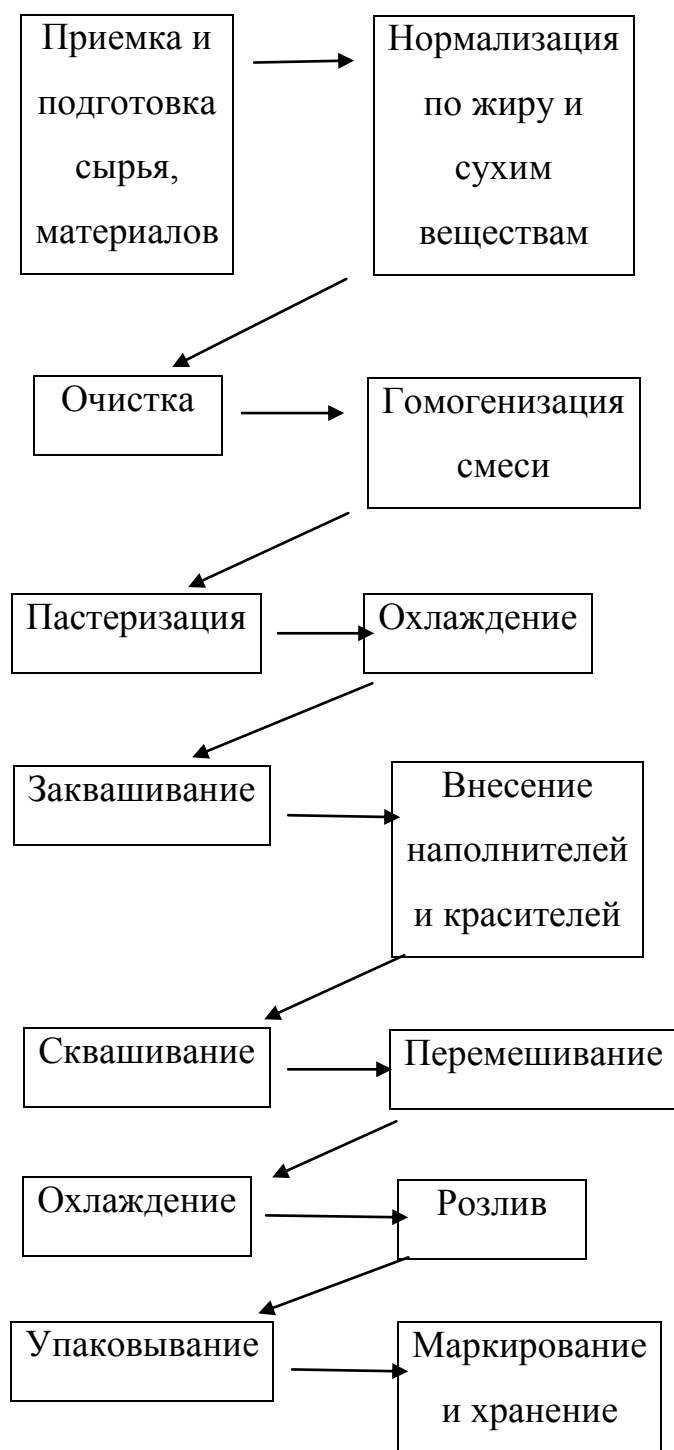 Приемка и
подготовка
сырья,
материалов
Нормализация
по жиру и
сухим
веществам
Очистка
Гомогенизация
смеси
Пастеризация
Охлаждение
Заквашивание
Внесение
наполнителей
и красителей
Сквашивание
Перемешивание
Охлаждение
Розлив
Упаковывание
Маркирование
и хранение